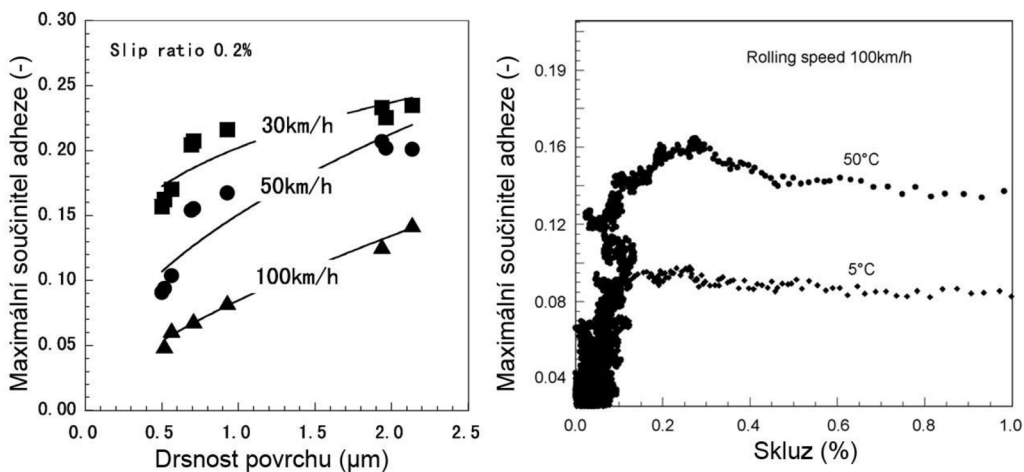 Maximální součinitel adheze (-)
0.30
0.25
0.20
0.15
0.10
0.05
0.00
Slip ratio 0.2%
30km/h
50km/h
100km/h
0.0 0.5 1.0 1.5 2.0 2.5
Drsnost povrchu (µm)
Maximální součinitel adheze (-)
0.19
0.16
0.12
0.08
0.04
Rolling speed 100km/h
50°C
5°C
0.0 0.2 0.4 0.6 0.8 1.0
Skluz (%)